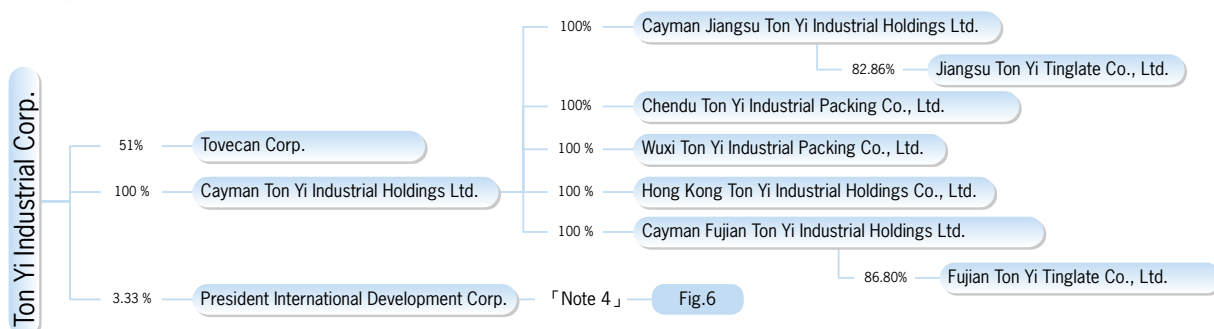 Ton Yi Industrial Corp.
51%
Tovecan Corp.
100 %
Cayman Ton Yi Industrial Holdings Ltd.
100%
Cayman Jiangsu Ton Yi Industrial Holdings Ltd.
82.86%
Jiangsu Ton Yi Tinglate Co., Ltd.
100%
Chendu Ton Yi Industrial Packing Co., Ltd.
100 %
Wuxi Ton Yi Industrial Packing Co., Ltd.
100 %
Hong Kong Ton Yi Industrial Holdings Co., Ltd.
100 %
Cayman Fujian Ton Yi Industrial Holdings Ltd.
86.80%
Fujian Ton Yi Tinglate Co., Ltd.
3.33 %
President International Development Corp.
「Note 4」
Fig.6